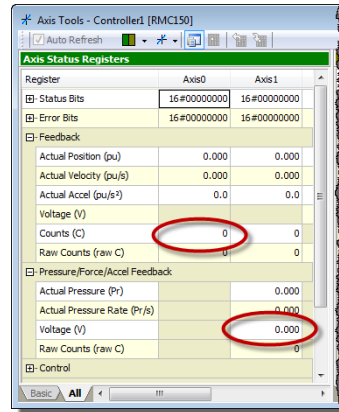 Axis Tools - Controller1 [RMC150]
Auto Refresh
Axis Status Registers
Register Axis0 Axis1
Status Bits 16#00000000 16#00000000
Error Bits 16#00000000 16#00000000
Feedback
Actual Position (pu) 0.000 0.000
Actual Velocity (pu/s) 0.000 0.000
Actual Accel (pu/s²) 0.0 0.0
Voltage (V)
Counts (C) 0 0
Raw Counts (raw C) 0 0
Pressure/Force/Accel Feedback
Actual Pressure (Pr) 0.000
Actual Pressure Rate (Pr/s) 0.000
Voltage (V) 0.000
Raw Counts (raw C) 0
Control
Basic All